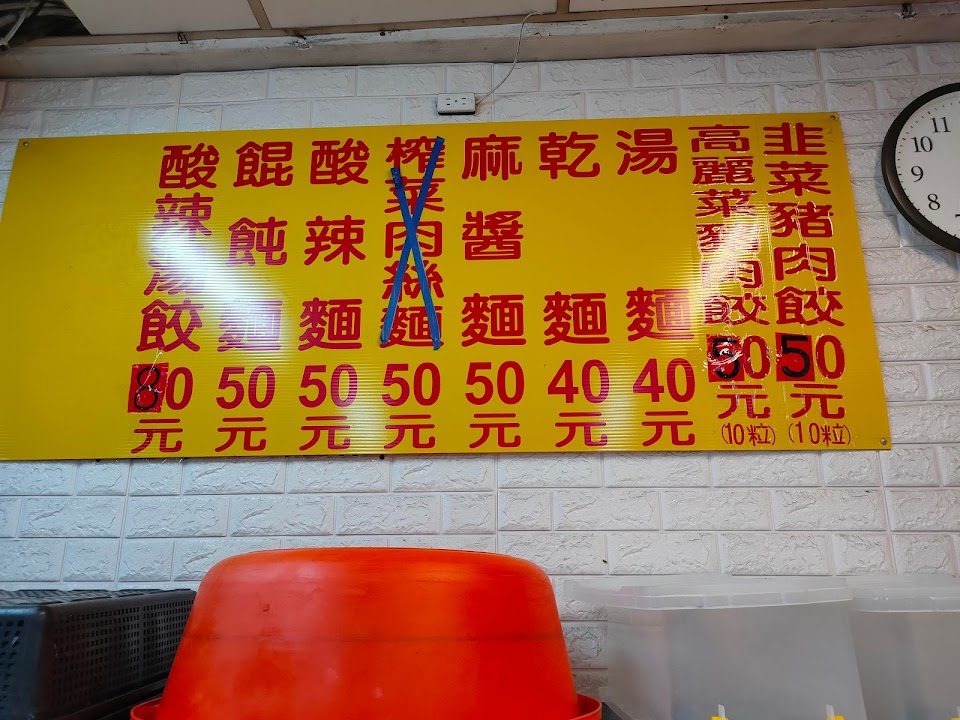 韭菜豬肉餃50元(10粒)
高麗菜豬肉餃50元(10粒)
湯麵40元
乾麵40元
麻醬麵50元
榨菜肉絲麵50元
酸辣麵50元
餛飩麵50元
酸辣湯餃80元
11
10
9
8
7